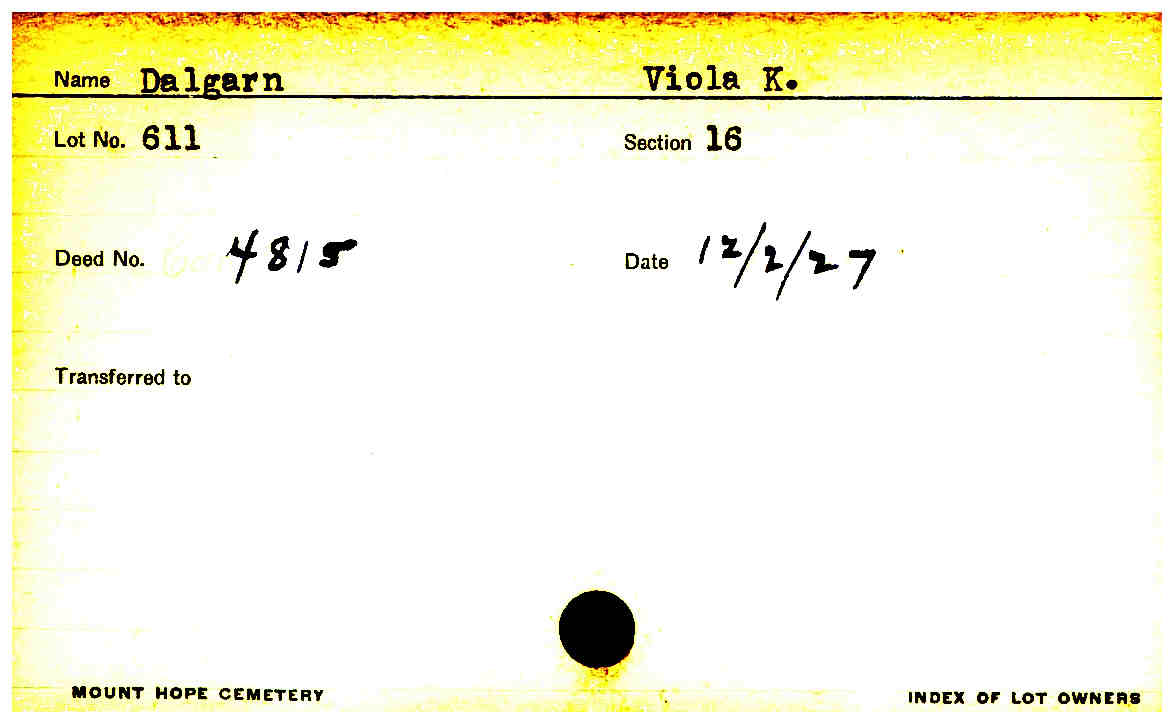 Name Dalgarn Viola K.
Lot No. 611 Section 16
Deed No. 4815 Date 12/2/27
Transferred to
MOUNT HOPE CEMETERY INDEX OF LOT OWNERS